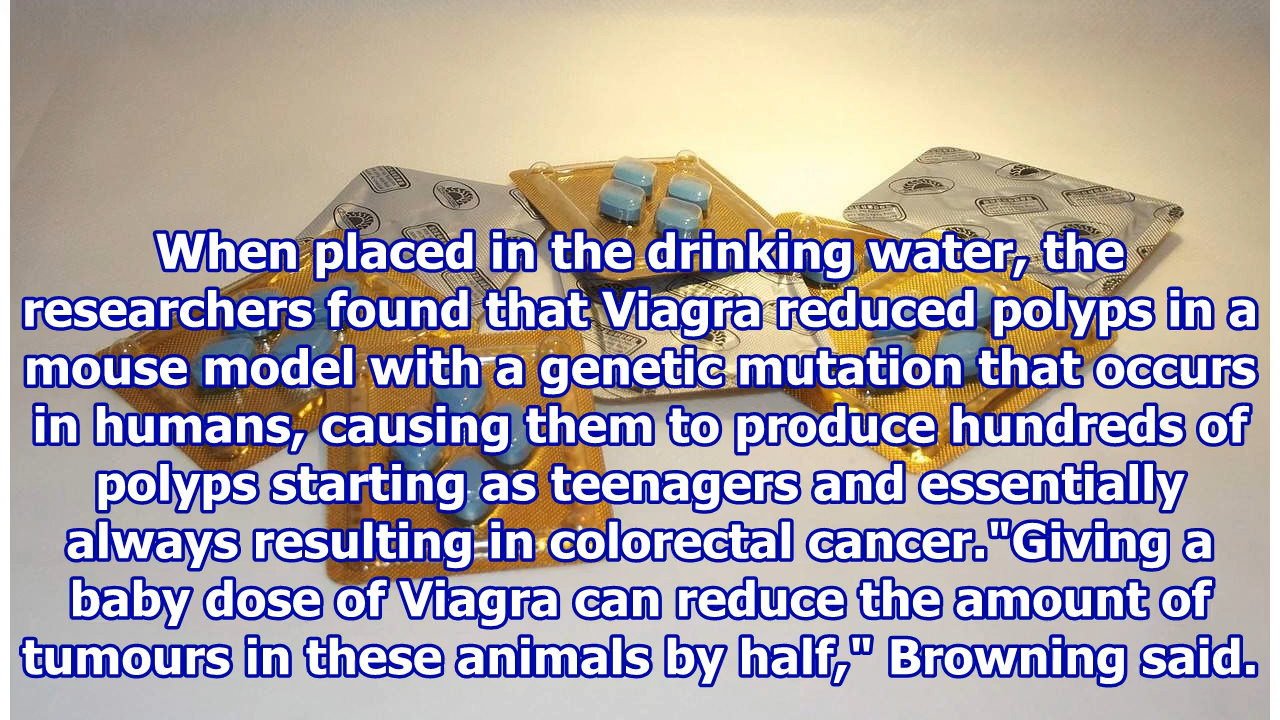 When placed in the drinking water, the
researchers found that Viagra reduced polyps in a
mouse model with a genetic mutation that occurs
in humans, causing them to produce hundreds of
polyps starting as teenagers and essentially
always resulting in colorectal cancer."Giving a
baby dose of Viagra can reduce the amount of
tumours in these animals by half," Browning said.